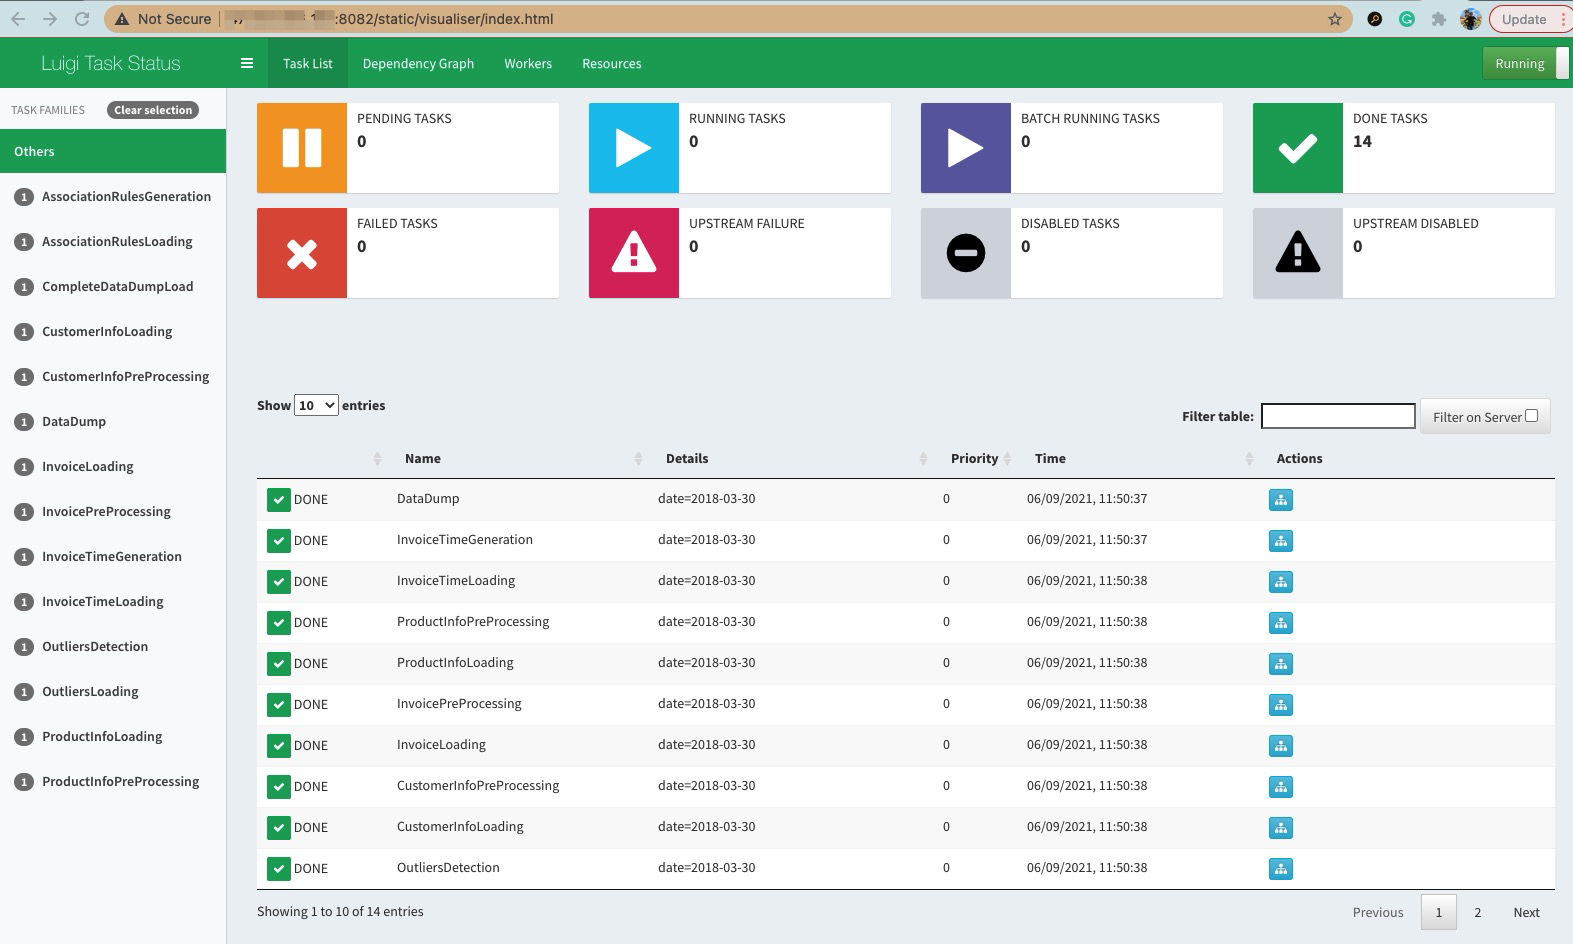 Not Secure :8082/static/visualiser/index.html Update
Luigi Task Status Task List Dependency Graph Workers Resources Running
TASK FAMILIES Clear selection
Others
1 AssociationRulesGeneration
1 AssociationRulesLoading
1 CompleteDataDumpLoad
1 CustomerInfoLoading
1 CustomerInfoPreProcessing
1 DataDump
1 InvoiceLoading
1 InvoicePreProcessing
1 InvoiceTimeGeneration
1 InvoiceTimeLoading
1 OutliersDetection
1 OutliersLoading
1 ProductInfoLoading
1 ProductInfoPreProcessing
PENDING TASKS
0
RUNNING TASKS
0
BATCH RUNNING TASKS
0
DONE TASKS
14
FAILED TASKS
0
UPSTREAM FAILURE
0
DISABLED TASKS
0
UPSTREAM DISABLED
0
Show 10 entries
Filter table: Filter on Server
Name Details Priority Time Actions
DONE DataDump date=2018-03-30 0 06/09/2021, 11:50:37
DONE InvoiceTimeGeneration date=2018-03-30 0 06/09/2021, 11:50:37
DONE InvoiceTimeLoading date=2018-03-30 0 06/09/2021, 11:50:38
DONE ProductInfoPreProcessing date=2018-03-30 0 06/09/2021, 11:50:38
DONE ProductInfoLoading date=2018-03-30 0 06/09/2021, 11:50:38
DONE InvoicePreProcessing date=2018-03-30 0 06/09/2021, 11:50:38
DONE InvoiceLoading date=2018-03-30 0 06/09/2021, 11:50:38
DONE CustomerInfoPreProcessing date=2018-03-30 0 06/09/2021, 11:50:38
DONE CustomerInfoLoading date=2018-03-30 0 06/09/2021, 11:50:38
DONE OutliersDetection date=2018-03-30 0 06/09/2021, 11:50:38
Showing 1 to 10 of 14 entries
Previous 1 2 Next